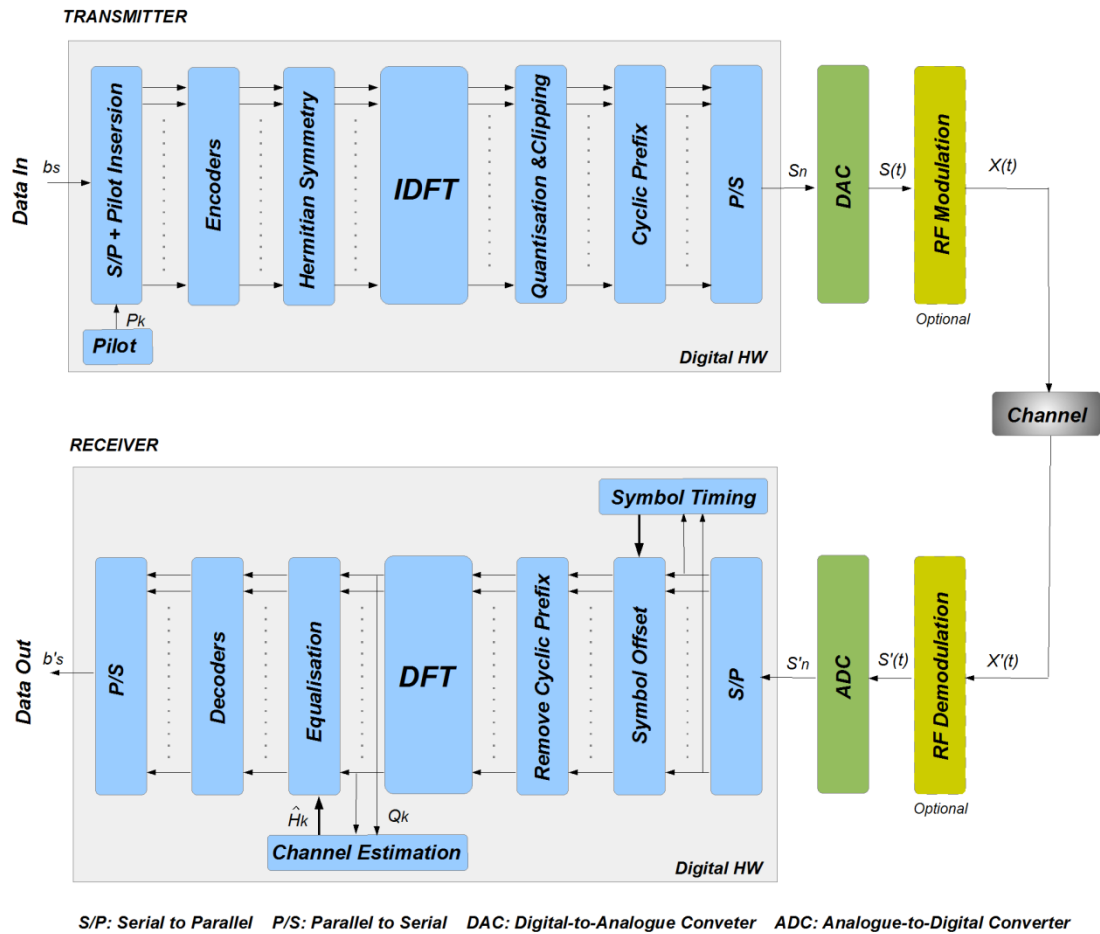 TRANSMITTER
Data In
bs
S/P + Pilot Insersion
Pk
Pilot
Encoders
Hermitian Symmetry
IDFT
Quantisation &Clipping
Cyclic Prefix
P/S
Digital HW
Sn
DAC
S(t)
RF Modulation
Optional
X(t)
Channel
RECEIVER
Data Out
b's
P/S
Decoders
Equalisation
Ĥk
Qk
Channel Estimation
DFT
Remove Cyclic Prefix
Symbol Offset
Symbol Timing
S/P
Digital HW
S'n
ADC
S'(t)
RF Demodulation
Optional
X'(t)
S/P: Serial to Parallel P/S: Parallel to Serial DAC: Digital-to-Analogue Conveter ADC: Analogue-to-Digital Converter